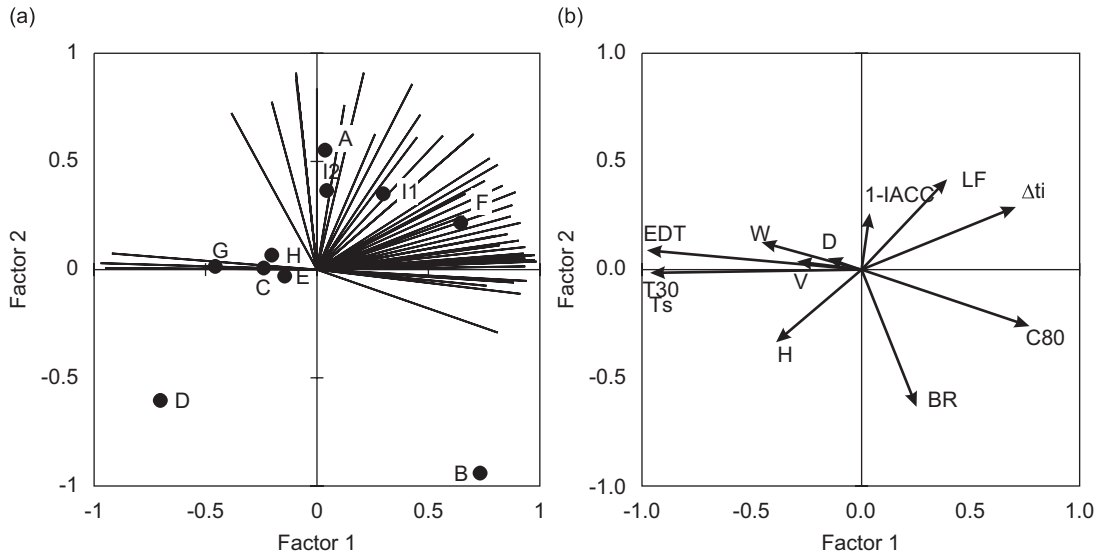 (a)
1
0.5
0
-0.5
-1
-1
-0.5
0
0.5
1
Factor 1
Factor 2
A
I2
I1
F
G
H
C
E
D
B
(b)
1.0
0.5
0.0
-0.5
-1.0
-1.0
-0.5
0.0
0.5
1.0
Factor 1
Factor 2
1-IACC
LF
Δti
EDT
W
D
V
T30
Ts
H
C80
BR